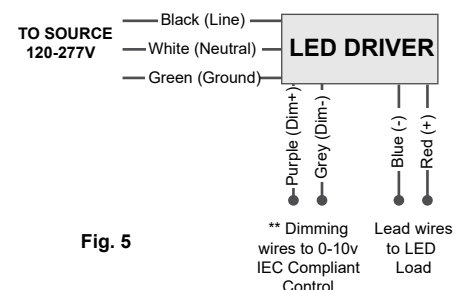 TO SOURCE
120-277V
Black (Line)
White (Neutral)
Green (Ground)
LED DRIVER
Purple (Dim+)
Grey (Dim-)
Blue (-)
Red (+)
** Dimming
wires to 0-10v
IEC Compliant
Control
Lead wires
to LED
Load
Fig. 5